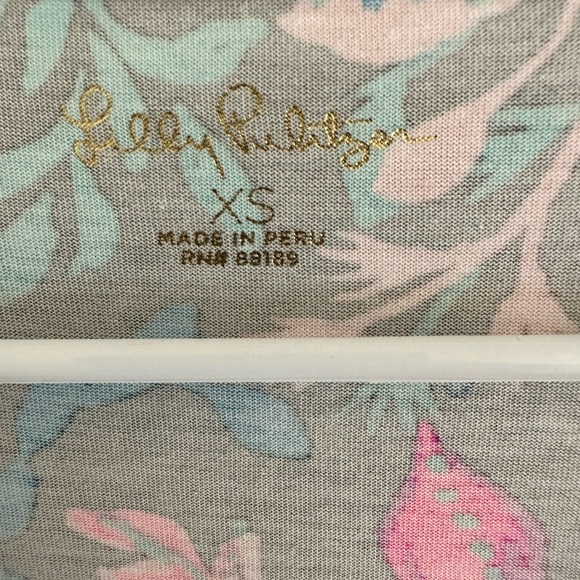 Lilly Pulitzer
XS
MADE IN PERU
RN# 89189